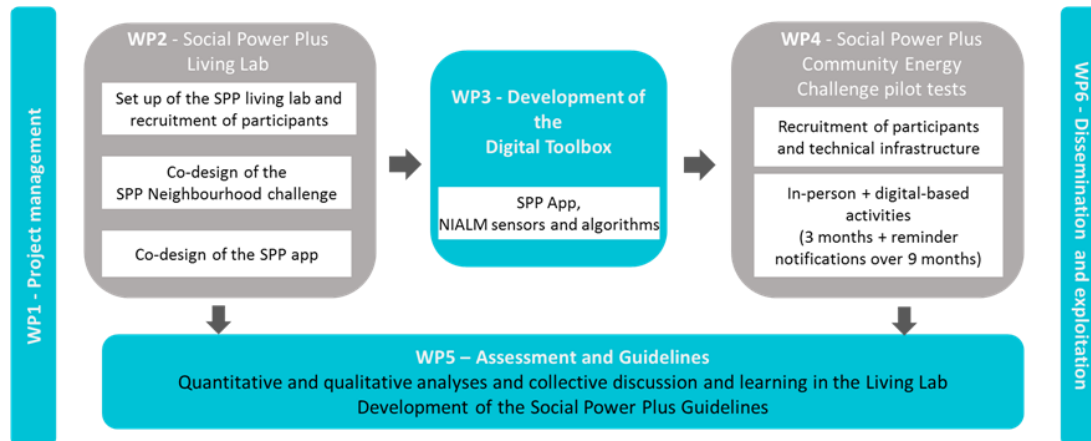 WP1 - Project management
WP2 - Social Power Plus
Living Lab
Set up of the SPP living lab and
recruitment of participants
Co-design of the
SPP Neighbourhood challenge
Co-design of the SPP app
WP3 - Development of
the
Digital Toolbox
SPP App,
NIALM sensors and algorithms
WP4 - Social Power Plus
Community Energy
Challenge pilot tests
Recruitment of participants
and technical infrastructure
In-person + digital-based
activities
(3 months + reminder
notifications over 9 months)
WP5 – Assessment and Guidelines
Quantitative and qualitative analyses and collective discussion and learning in the Living Lab
Development of the Social Power Plus Guidelines
WP6 - Dissemination and exploitation